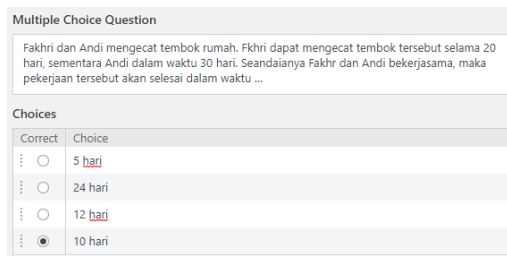 Multiple Choice Question
Fakhri dan Andi mengecat tembok rumah. Fkhri dapat mengecat tembok tersebut selama 20
hari, sementara Andi dalam waktu 30 hari. Seandaianya Fakhr dan Andi bekerjasama, maka
pekerjaan tersebut akan selesai dalam waktu ...
Choices
Correct Choice
5 hari
24 hari
12 hari
10 hari